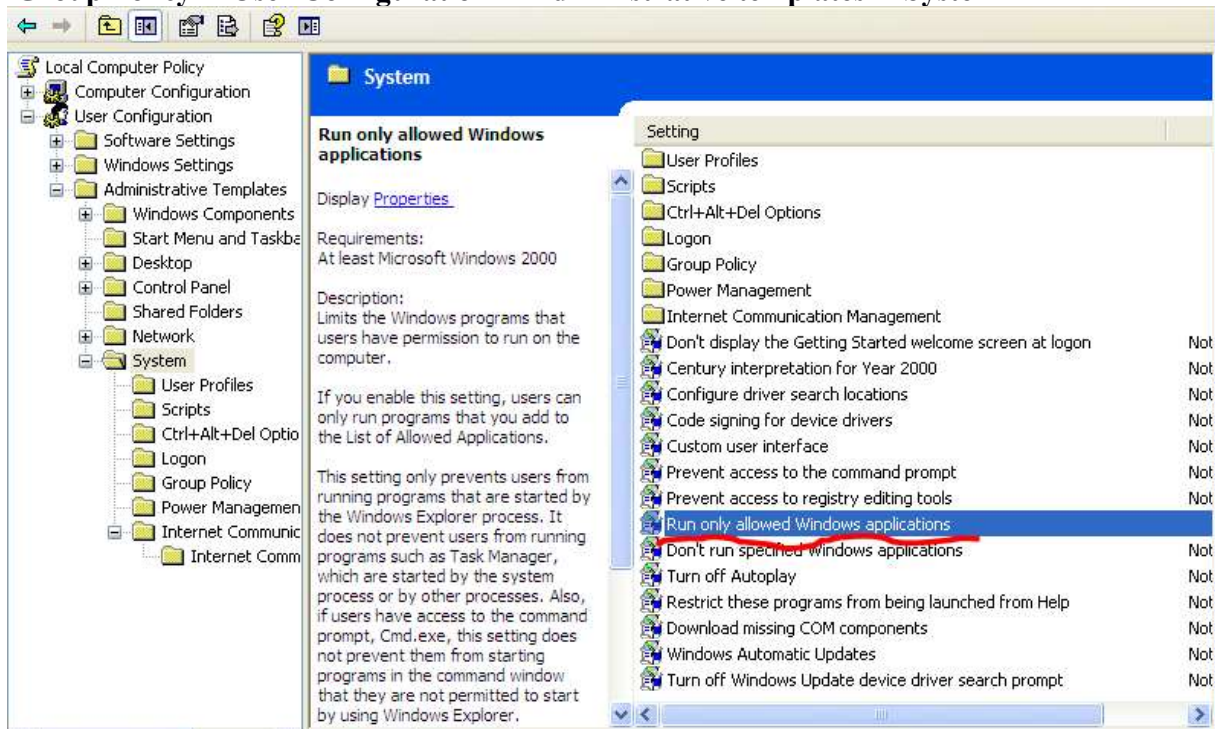 Local Computer Policy
Computer Configuration
User Configuration
Software Settings
Windows Settings
Administrative Templates
Windows Components
Start Menu and Taskba
Desktop
Control Panel
Shared Folders
Network
System
User Profiles
Scripts
Ctrl+Alt+Del Optio
Logon
Group Policy
Power Managemen
Internet Communic
Internet Comm
System
Run only allowed Windows
applications
Display Properties
Requirements:
At least Microsoft Windows 2000
Description:
Limits the Windows programs that
users have permission to run on the
computer.
If you enable this setting, users can
only run programs that you add to
the List of Allowed Applications.
This setting only prevents users from
running programs that are started by
the Windows Explorer process. It
does not prevent users from running
programs such as Task Manager,
which are started by the system
process or by other processes. Also,
if users have access to the command
prompt, Cmd.exe, this setting does
not prevent them from starting
programs in the command window
that they are not permitted to start
by using Windows Explorer.
Setting
User Profiles
Scripts
Ctrl+Alt+Del Options
Logon
Group Policy
Power Management
Internet Communication Management
Don't display the Getting Started welcome screen at logon Not
Century interpretation for Year 2000 Not
Configure driver search locations Not
Code signing for device drivers Not
Custom user interface Not
Prevent access to the command prompt Not
Prevent access to registry editing tools Not
Run only allowed Windows applications
Don't run specified Windows applications Not
Turn off Autoplay Not
Restrict these programs from being launched from Help Not
Download missing COM components Not
Windows Automatic Updates Not
Turn off Windows Update device driver search prompt Not